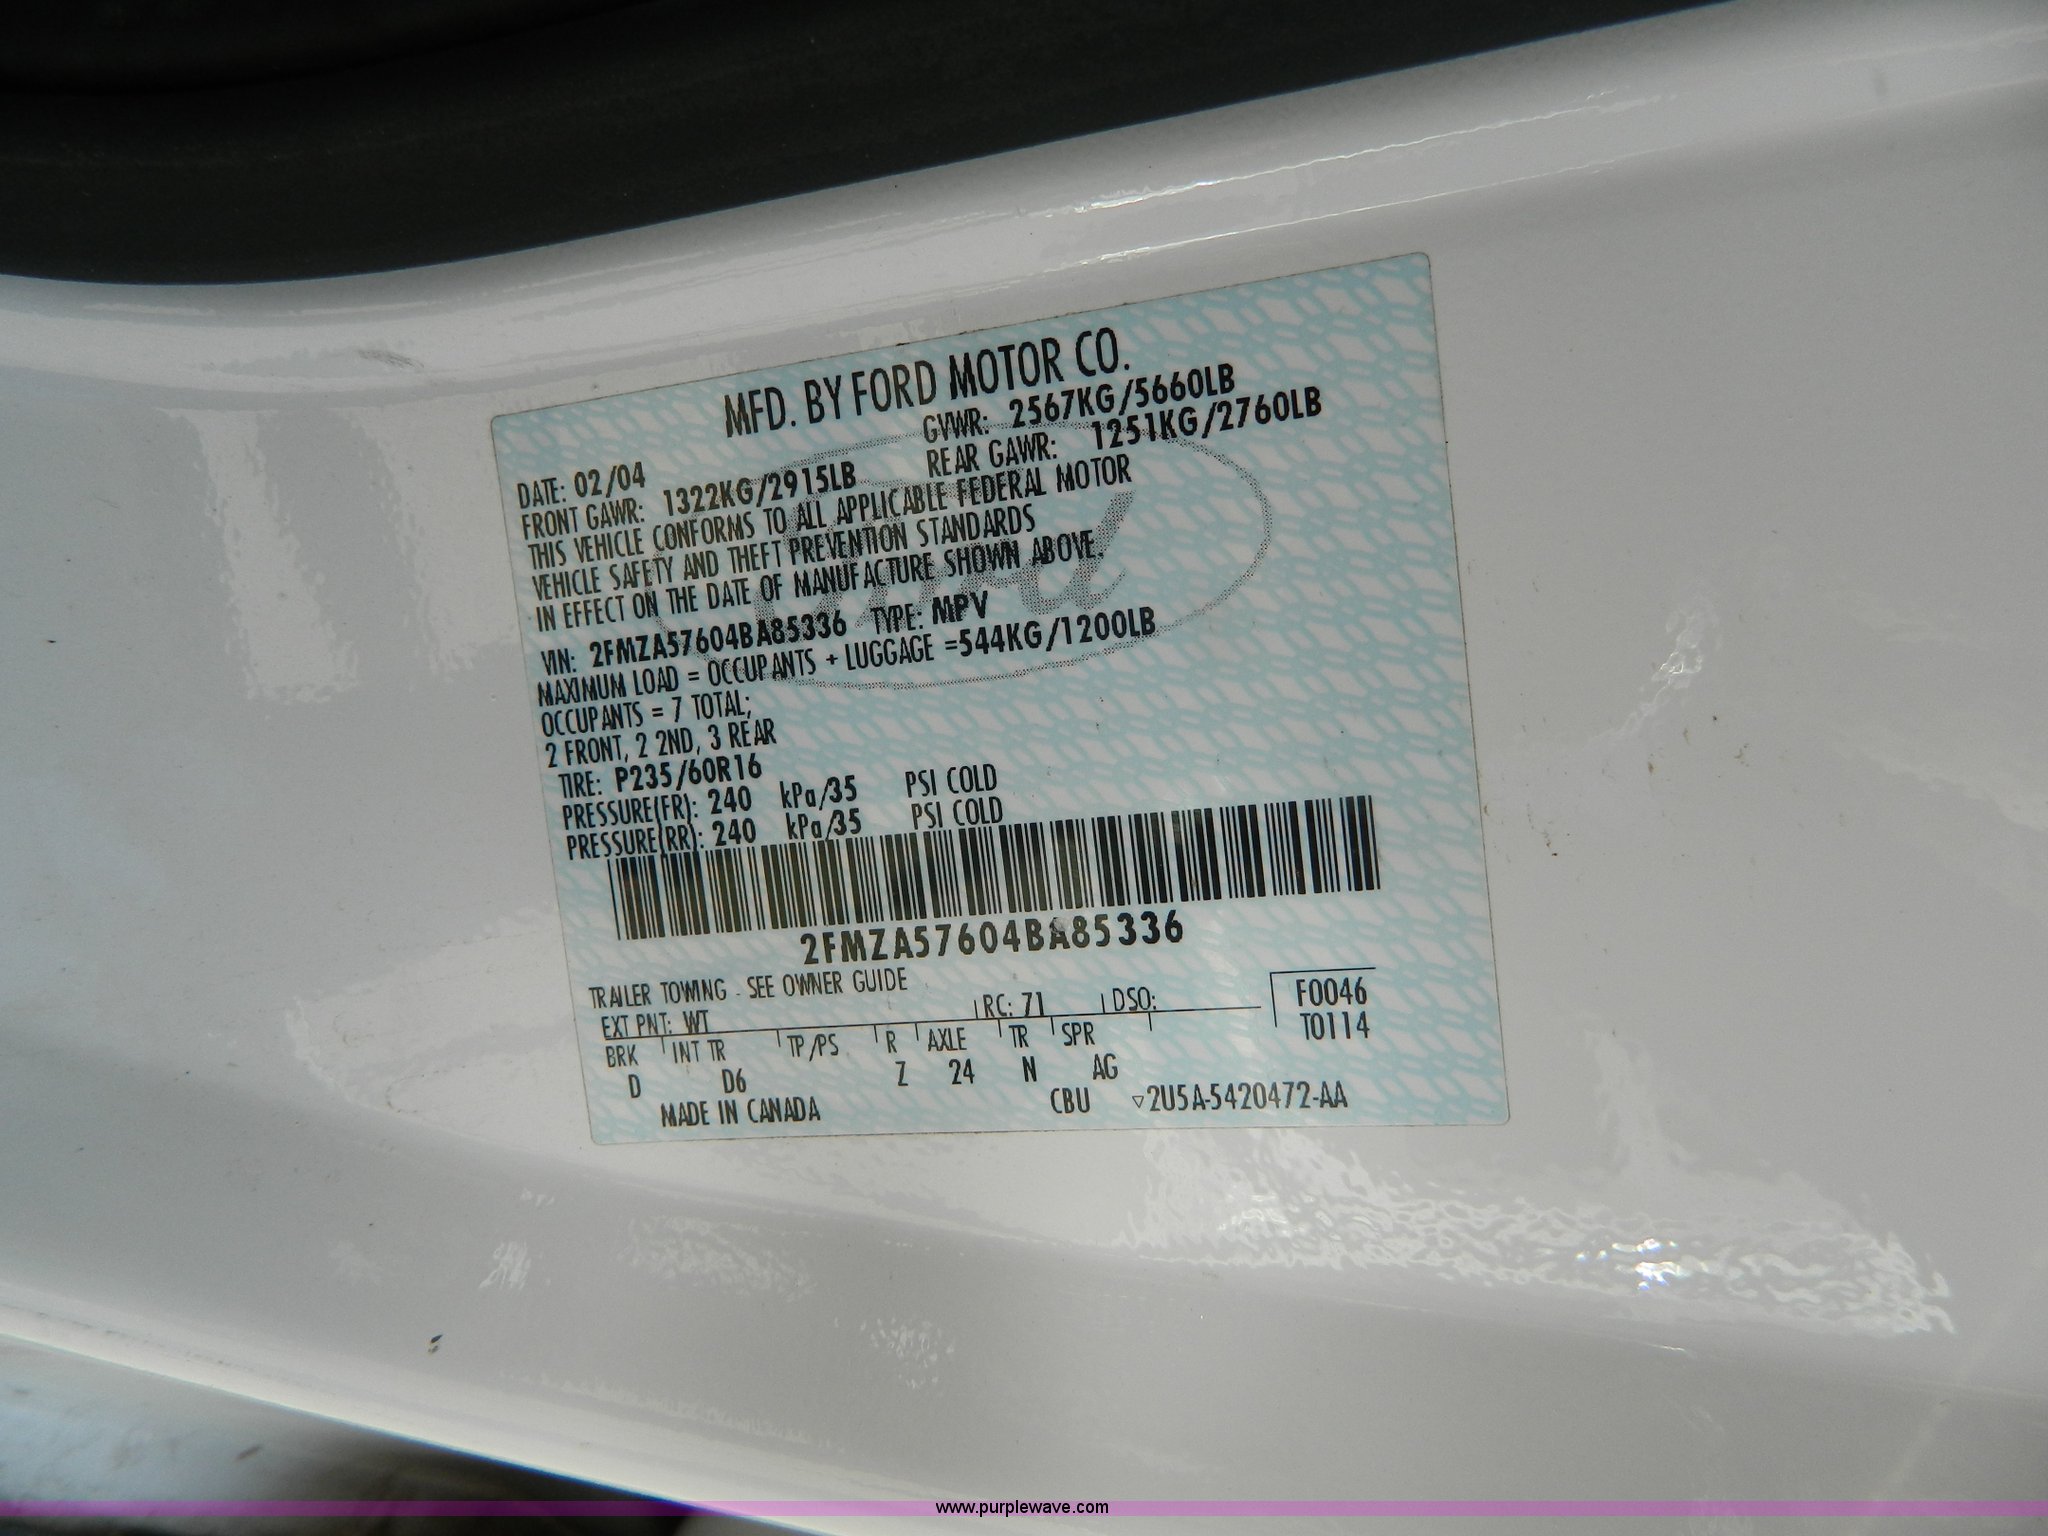 MFD. BY FORD MOTOR CO.
DATE: 02/04 GVWR: 2567KG/5660LB
FRONT GAWR: 1322KG/2915LB REAR GAWR: 1251KG/2760LB
THIS VEHICLE CONFORMS TO ALL APPLICABLE FEDERAL MOTOR
VEHICLE SAFETY AND THEFT PREVENTION STANDARDS
IN EFFECT ON THE DATE OF MANUFACTURE SHOWN ABOVE.
VIN: 2FMZA57604BA85336 TYPE: MPV
MAXIMUM LOAD = OCCUPANTS + LUGGAGE =544KG/1200LB
OCCUPANTS = 7 TOTAL;
2 FRONT, 2 2ND, 3 REAR
TIRE: P235/60R16
PRESSURE(FR): 240 kPa/35 PSI COLD
PRESSURE(RR): 240 kPa/35 PSI COLD
Ford
2FMZA57604BA85336
TRAILER TOWING - SEE OWNER GUIDE
EXT PNT: WT RC: 71 DSO: F0046
BRK INT TR TP/PS R AXLE TR SPR T0114
D D6 Z 24 N AG
MADE IN CANADA CBU ▽2U5A-5420472-AA
www.purplewave.com